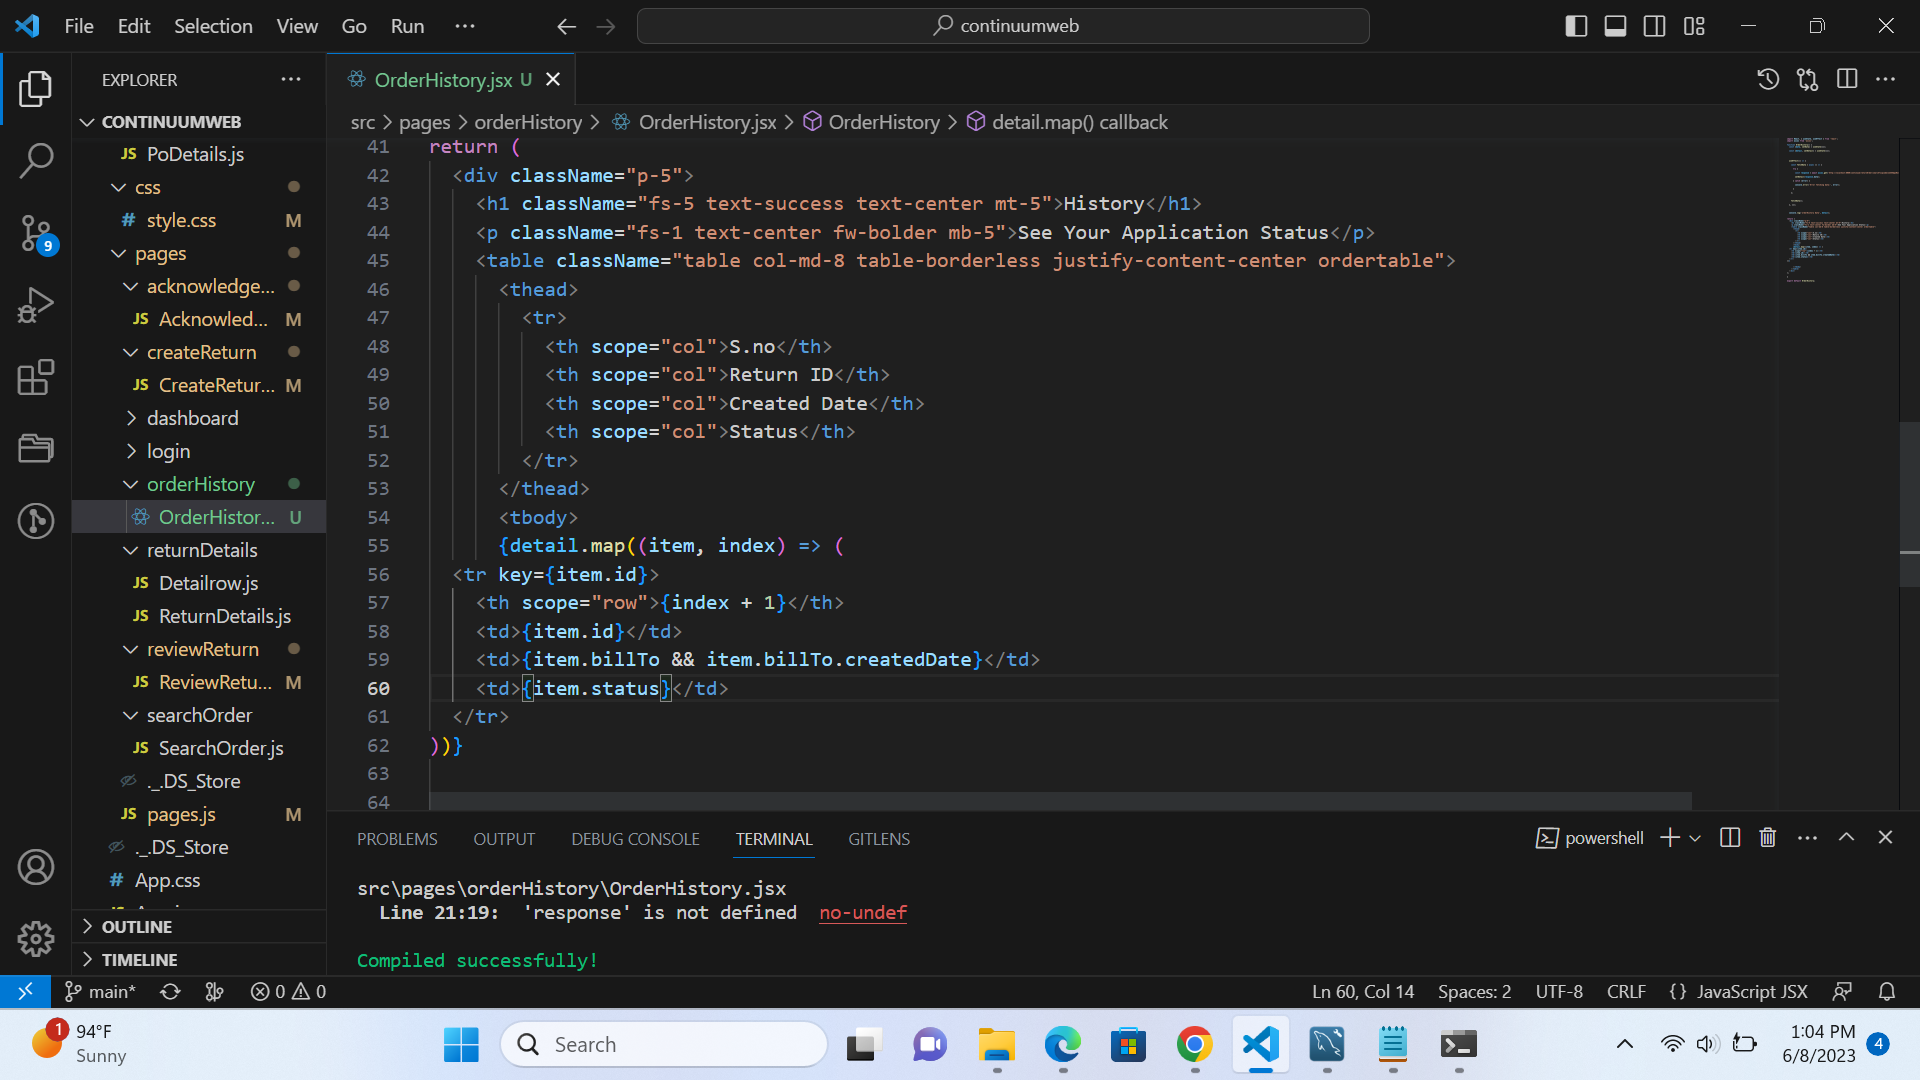 File Edit Selection View Go Run ···
continuumweb
EXPLORER ···
OrderHistory.jsx U
CONTINUUMWEB
src > pages > orderHistory > OrderHistory.jsx > OrderHistory > detail.map() callback
JS PoDetails.js
css
# style.css M
pages
acknowledge...
JS Acknowled... M
createReturn
JS CreateRetur... M
dashboard
login
orderHistory
OrderHistor... U
returnDetails
JS Detailrow.js
JS ReturnDetails.js
reviewReturn
JS ReviewRetu... M
searchOrder
JS SearchOrder.js
._.DS_Store
JS pages.js M
._.DS_Store
# App.css
OUTLINE
TIMELINE
9
41 return (
42 <div className="p-5">
43 <h1 className="fs-5 text-success text-center mt-5">History</h1>
44 <p className="fs-1 text-center fw-bolder mb-5">See Your Application Status</p>
45 <table className="table col-md-8 table-borderless justify-content-center ordertable">
46 <thead>
47 <tr>
48 <th scope="col">S.no</th>
49 <th scope="col">Return ID</th>
50 <th scope="col">Created Date</th>
51 <th scope="col">Status</th>
52 </tr>
53 </thead>
54 <tbody>
55 {detail.map((item, index) => (
56 <tr key={item.id}>
57 <th scope="row">{index + 1}</th>
58 <td>{item.id}</td>
59 <td>{item.billTo && item.billTo.createdDate}</td>
60 <td>{item.status}</td>
61 </tr>
62 ))}
63
64
PROBLEMS OUTPUT DEBUG CONSOLE TERMINAL GITLENS
powershell
src\pages\orderHistory\OrderHistory.jsx
Line 21:19: 'response' is not defined no-undef
Compiled successfully!
main* 0 0
Ln 60, Col 14 Spaces: 2 UTF-8 CRLF {} JavaScript JSX
1 94°F
Sunny
Search
1:04 PM
6/8/2023 4